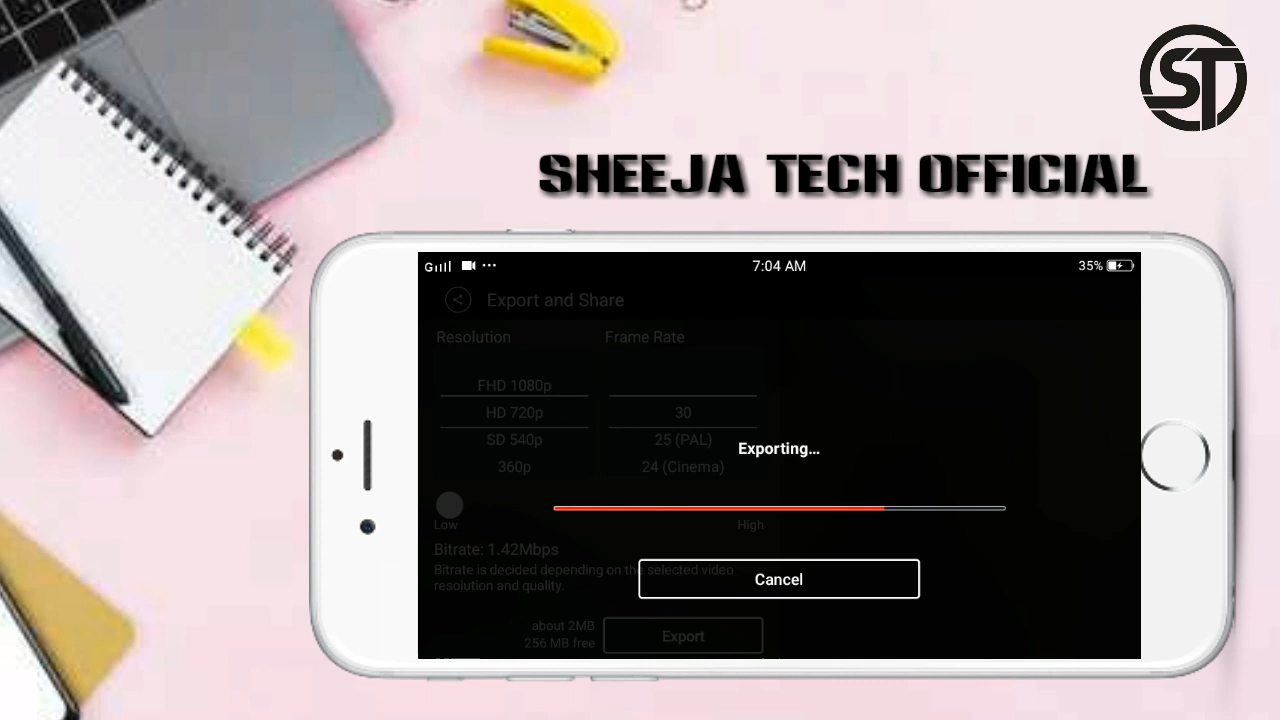 ST
SHEEJA TECH OFFICIAL
G 7:04 AM 35%
Export and Share
Resolution Frame Rate
FHD 1080p
HD 720p 30
SD 540p 25 (PAL)
Exporting...
360p 24 (Cinema)
Low High
Bitrate: 1.42Mbps
Bitrate is decided depending on the selected video
resolution and quality.
Cancel
about 2MB
256 MB free
Export